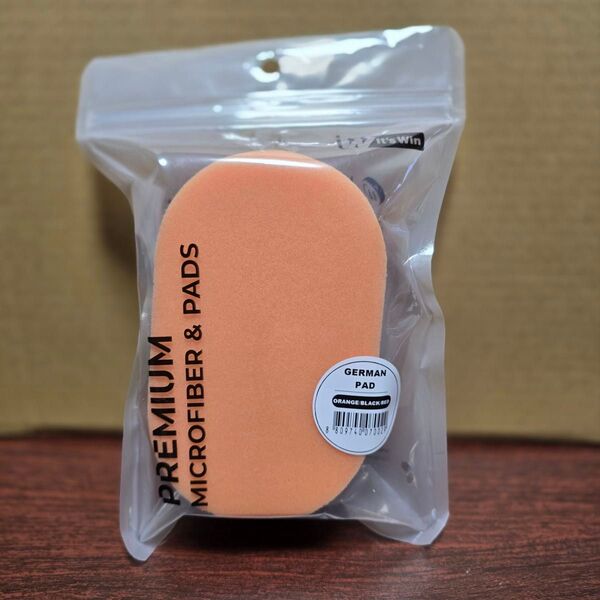 It's Win
PREMIUM
MICROFIBER & PADS
GERMAN
PAD
ORANGE/BLACK/RED